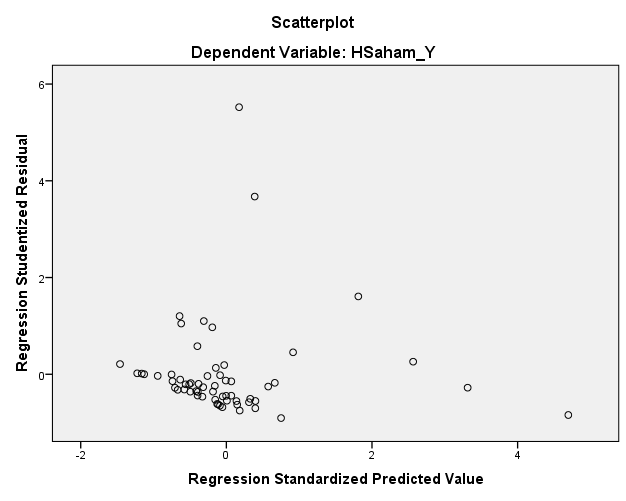 Scatterplot
Dependent Variable: HSaham_Y
6
4
2
0
-2
0
2
4
Regression Studentized Residual
Regression Standardized Predicted Value